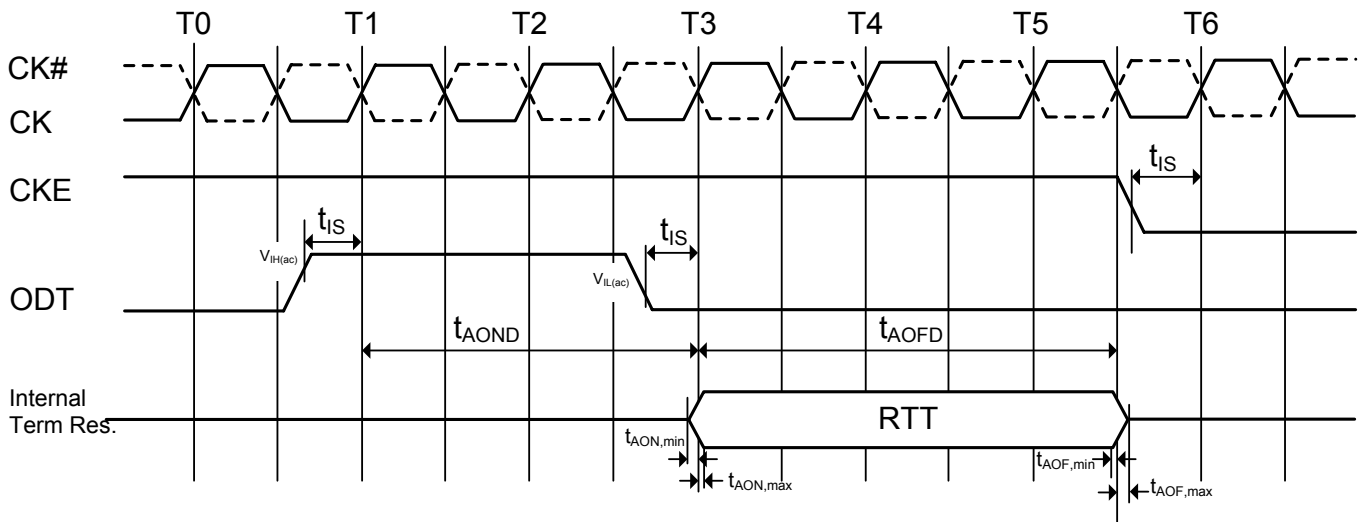 T0 T1 T2 T3 T4 T5 T6
CK#
CK
CKE
tIS
tIS
tIS
VIH(ac)
VIL(ac)
ODT
tAOND
tAOFD
Internal
Term Res.
RTT
tAON,min
tAOF,min
tAON,max
tAOF,max